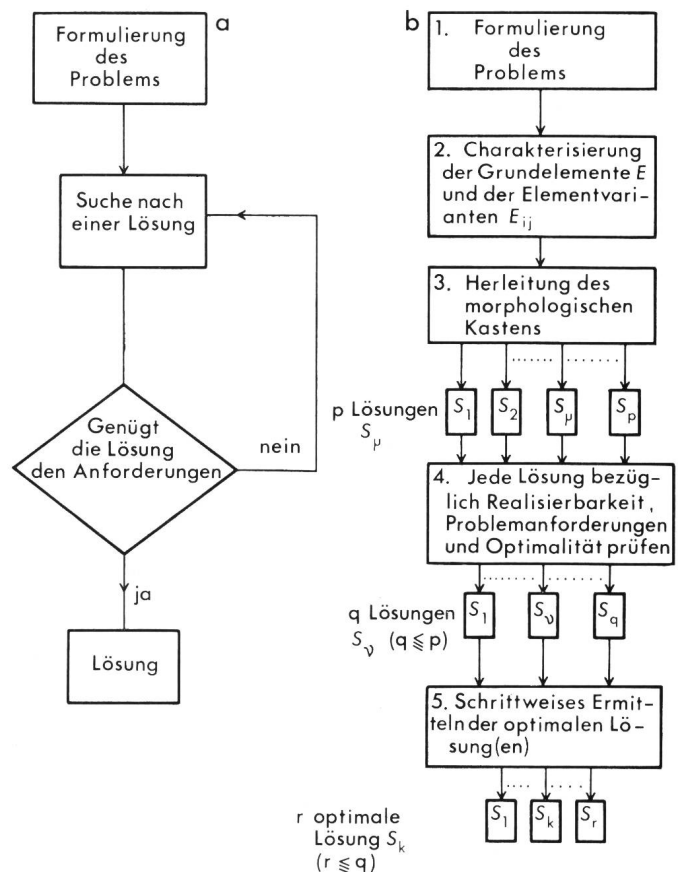 a
Formulierung
des
Problems
Suche nach
einer Lösung
Genügt
die Lösung
den Anforderungen
nein
ja
Lösung
b
1. Formulierung
des
Problems
2. Charakterisierung
der Grundelemente E
und der Elementvari-
anten E_ij
3. Herleitung des
morphologischen
Kastens
p Lösungen
S_μ
S_1 S_2 S_μ S_p
4. Jede Lösung bezüg-
lich Realisierbarkeit,
Problemanforderungen
und Optimalität prüfen
q Lösungen
S_ν (q ≦ p)
S_1 S_ν S_q
5. Schrittweises Ermit-
teln der optimalen Lö-
sung(en)
r optimale
Lösung S_k
(r ≦ q)
S_1 S_k S_r